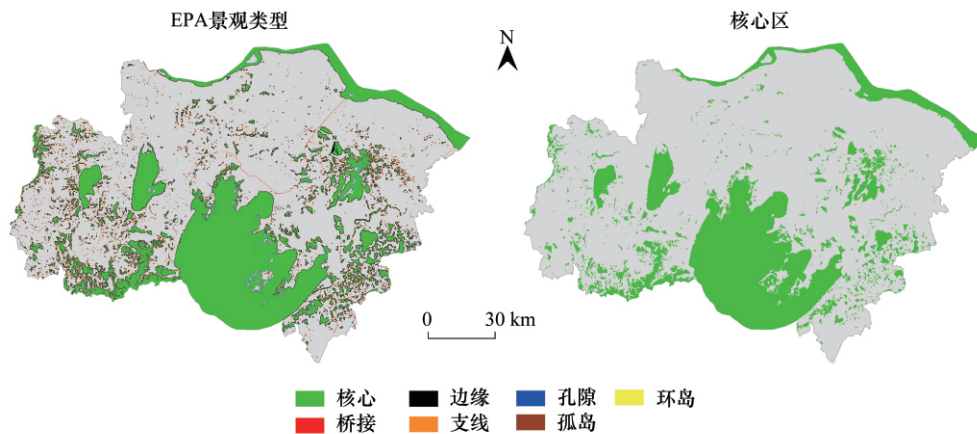 EPA景观类型
核心区
N
0 30 km
核心 边缘 孔隙 环岛
桥接 支线 孤岛